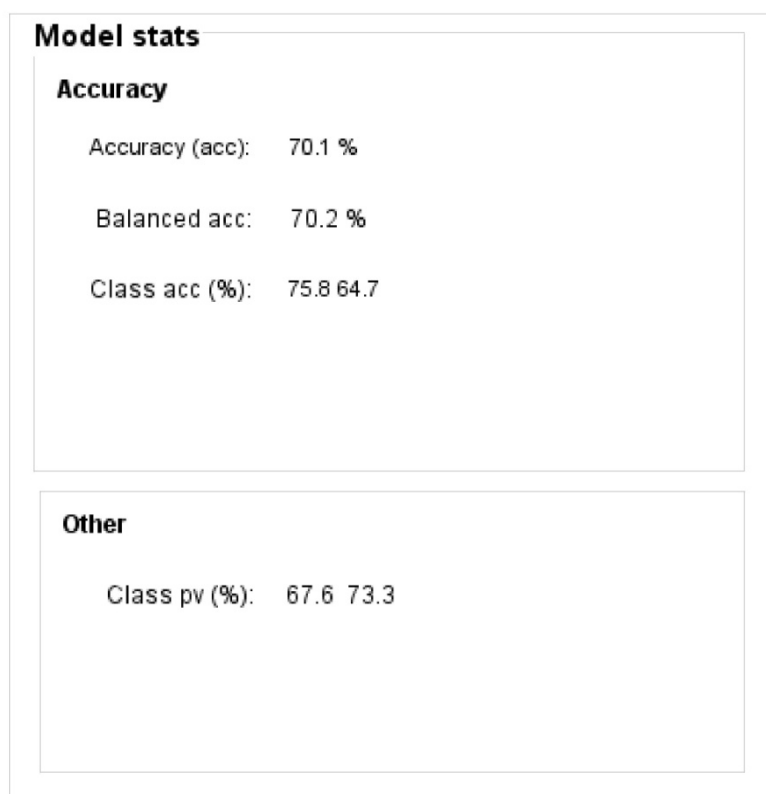 Model stats
Accuracy
Accuracy (acc): 70.1 %
Balanced acc: 70.2 %
Class acc (%): 75.8 64.7
Other
Class pv (%): 67.6 73.3